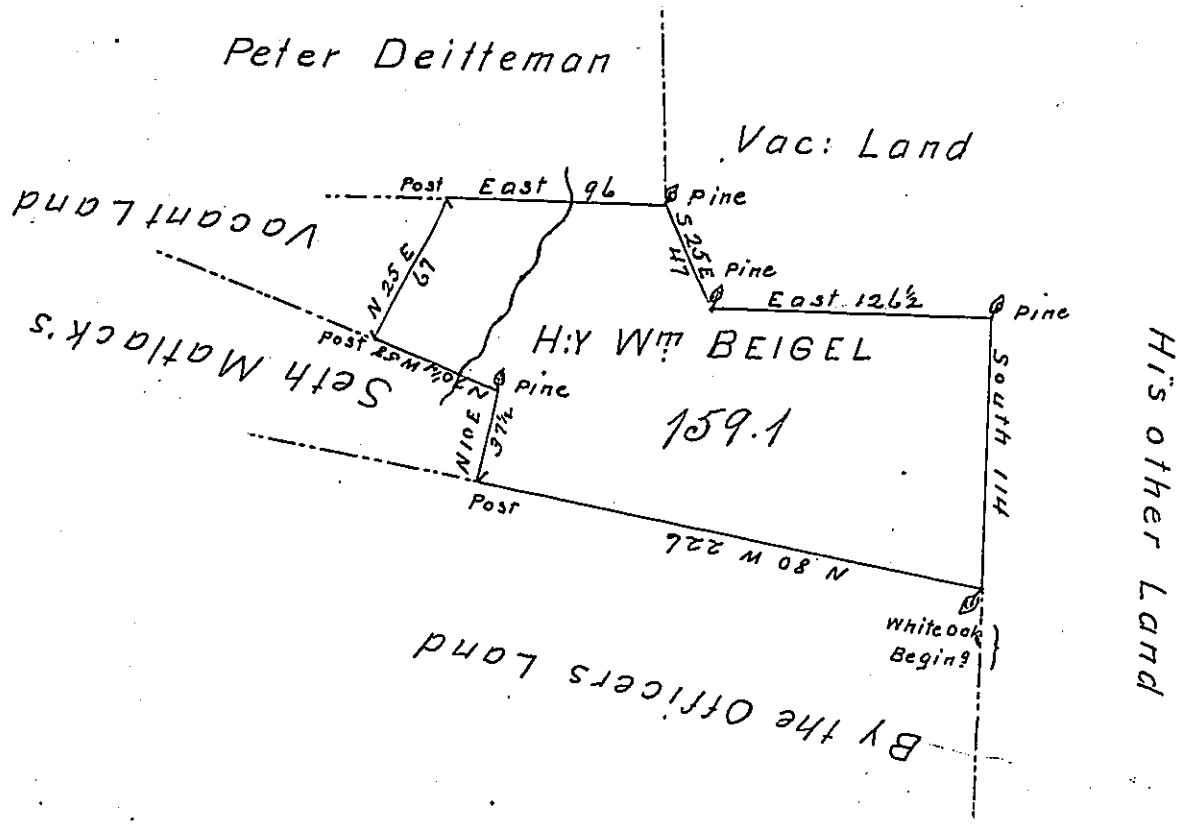 Peter Deitteman
Vac: Land
Post
East 96
Pine
Vacant Land
N 25 E
67
S 25 E
47
Pine
East 126½
Pine
Post
Seth Matlack's
H:Y Wm BEIGEL
Pine
159.1
N 10 E
37½
South 114
His other Land
Post
N 80 W 226
White oak
Beging
By the Officers Land